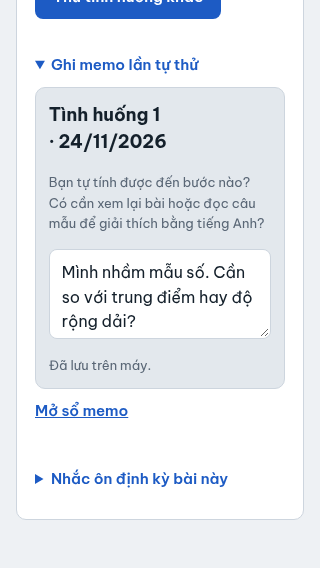 Ghi memo lần tự thử
Tình huống 1
· 24/11/2026
Bạn tự tính được đến bước nào?
Có cần xem lại bài hoặc đọc câu
mẫu để giải thích bằng tiếng Anh?
Mình nhầm mẫu số. Cần
so với trung điểm hay độ
rộng dải?
Đã lưu trên máy.
Mở sổ memo
Nhắc ôn định kỳ bài này